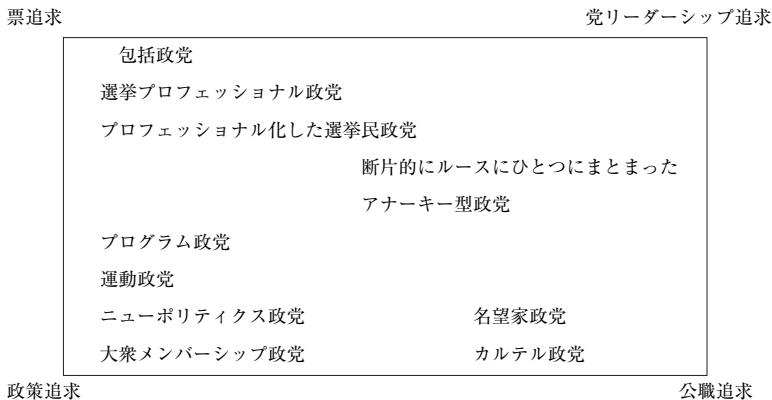 票追求 党リーダーシップ追求
包括政党
選挙プロフェッショナル政党
プロフェッショナル化した選挙民政党
断片的にルースにひとつにまとまった
アナーキー型政党
プログラム政党
運動政党
ニューポリティクス政党 名望家政党
大衆メンバーシップ政党 カルテル政党
政策追求 公職追求